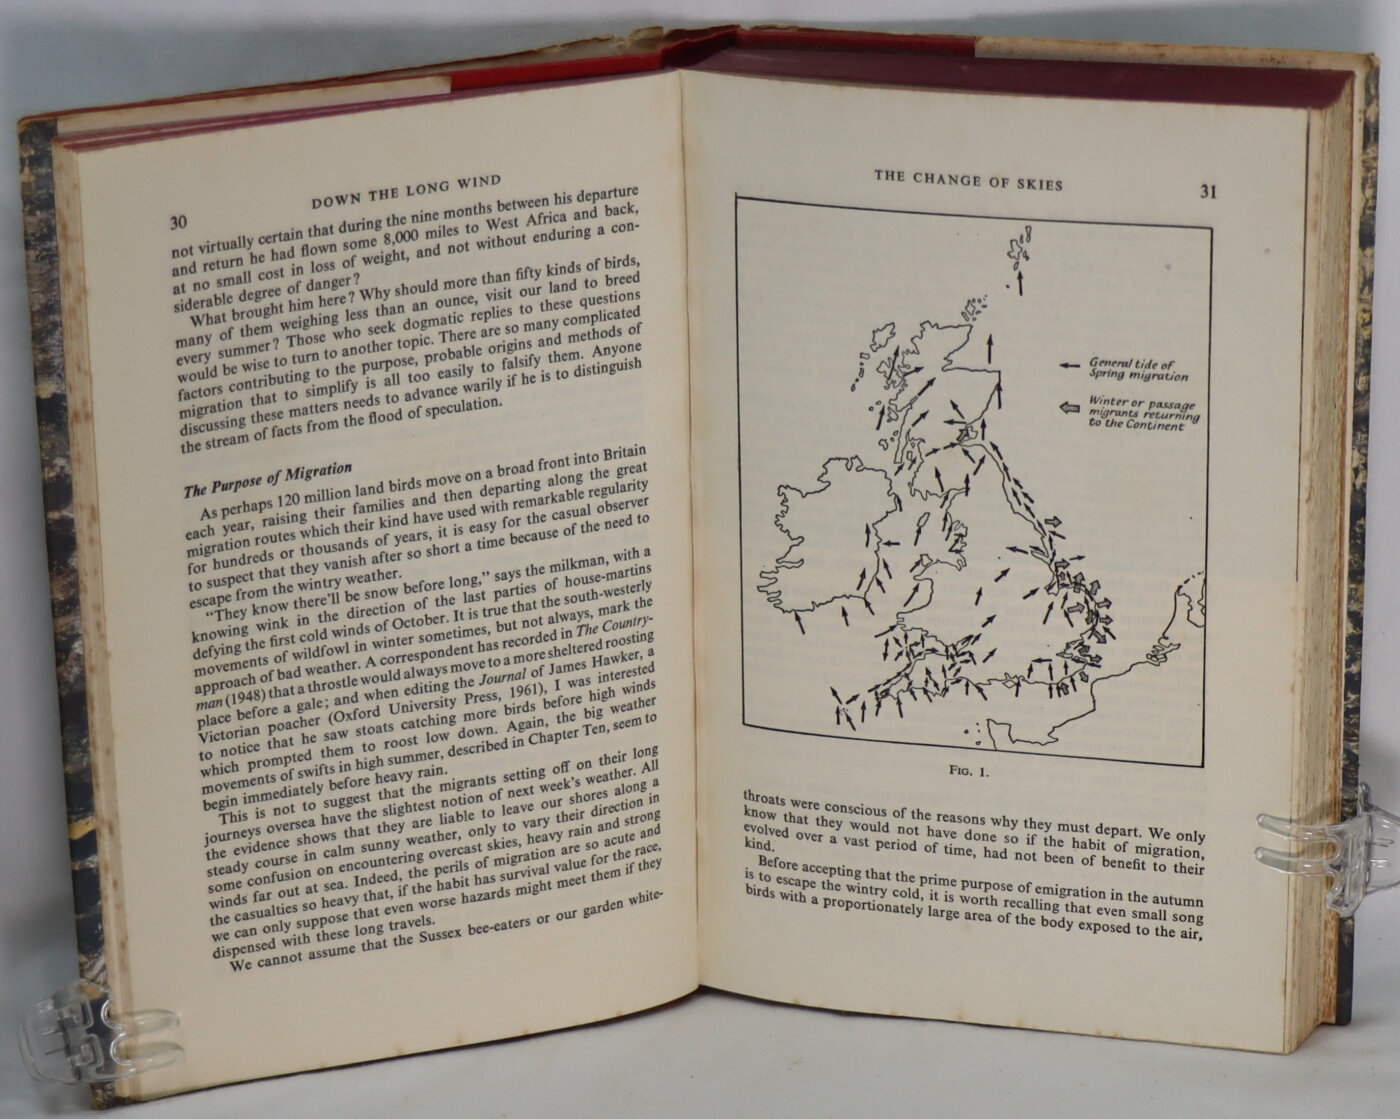 DOWN THE LONG WIND
30
not virtually certain that during the nine months between his departure
and return he had flown some 8,000 miles to West Africa and back,
at no small cost in loss of weight, and not without enduring a con-
siderable degree of danger?
What brought him here? Why should more than fifty kinds of birds,
many of them weighing less than an ounce, visit our land to breed
every summer? Those who seek dogmatic replies to these questions
would be wise to turn to another topic. There are so many complicated
factors contributing to the purpose, probable origins and methods of
migration that to simplify is all too easily to falsify them. Anyone
discussing these matters needs to advance warily if he is to distinguish
the stream of facts from the flood of speculation.
The Purpose of Migration
As perhaps 120 million land birds move on a broad front into Britain
each year, raising their families and then departing along the great
migration routes which their kind have used with remarkable regularity
for hundreds or thousands of years, it is easy for the casual observer
to suspect that they vanish after so short a time because of the need to
escape from the wintry weather.
"They know there'll be snow before long," says the milkman, with a
knowing wink in the direction of the last parties of house-martins
defying the first cold winds of October. It is true that the south-westerly
movements of wildfowl in winter sometimes, but not always, mark the
approach of bad weather. A correspondent has recorded in The Country-
man (1948) that a throstle would always move to a more sheltered roosting
place before a gale; and when editing the Journal of James Hawker, a
Victorian poacher (Oxford University Press, 1961), I was interested
to notice that he saw stoats catching more birds before high winds
which prompted them to roost low down. Again, the big weather
movements of swifts in high summer, described in Chapter Ten, seem to
begin immediately before heavy rain.
This is not to suggest that the migrants setting off on their long
journeys oversea have the slightest notion of next week's weather. All
the evidence shows that they are liable to leave our shores along a
steady course in calm sunny weather, only to vary their direction in
some confusion on encountering overcast skies, heavy rain and strong
winds far out at sea. Indeed, the perils of migration are so acute and
the casualties so heavy that, if the habit has survival value for the race,
we can only suppose that even worse hazards might meet them if they
dispensed with these long travels.
We cannot assume that the Sussex bee-eaters or our garden white-
THE CHANGE OF SKIES
31
General tide of
Spring migration
Winter or passage
migrants returning
to the Continent
FIG. 1.
throats were conscious of the reasons why they must depart. We only
know that they would not have done so if the habit of migration,
evolved over a vast period of time, had not been of benefit to their
kind.
Before accepting that the prime purpose of emigration in the autumn
is to escape the wintry cold, it is worth recalling that even small song
birds with a proportionately large area of the body exposed to the air,